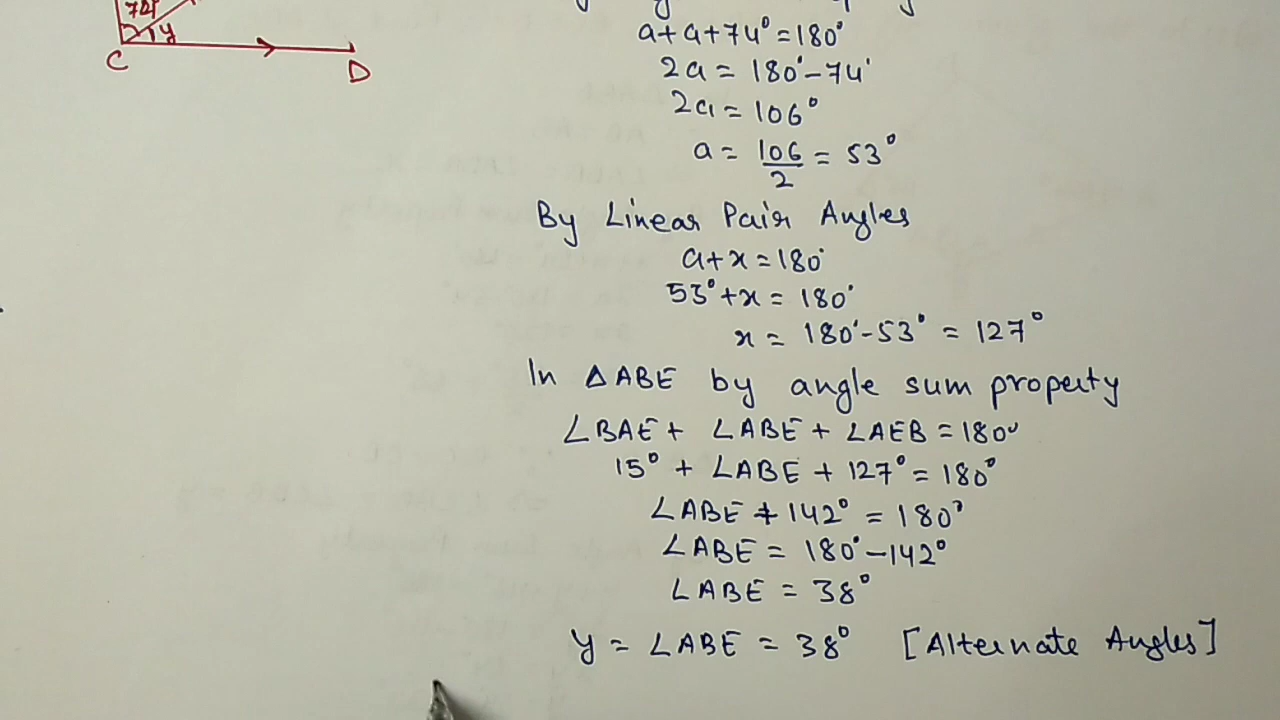 74°
y
C
D
a+a+74°=180°
2a = 180°-74°
2a = 106°
a = 106/2 = 53°
By Linear Pair Angles
a+x=180°
53°+x = 180°
x = 180°-53° = 127°
In ΔABE by angle sum property
∠BAE + ∠ABE + ∠AEB = 180°
15° + ∠ABE + 127° = 180°
∠ABE + 142° = 180°
∠ABE = 180° - 142°
∠ABE = 38°
y = ∠ABE = 38° [Alternate Angles]